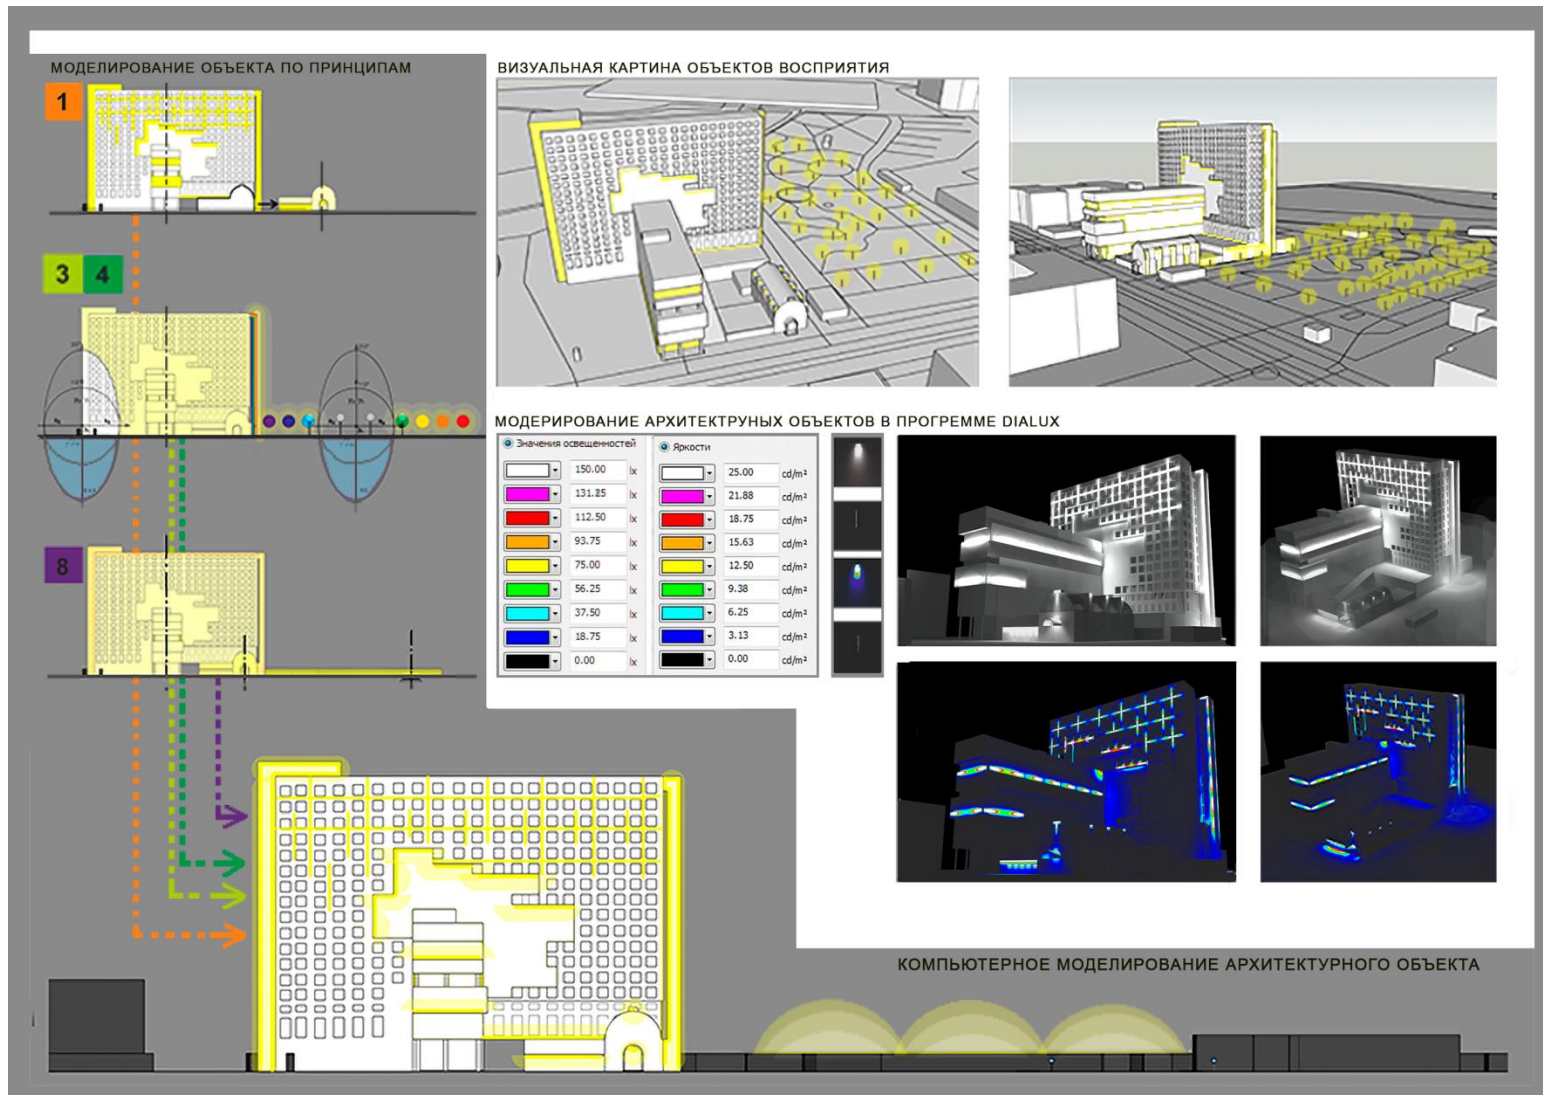 МОДЕЛИРОВАНИЕ ОБЪЕКТА ПО ПРИНЦИПАМ
1
3 4
8
ВИЗУАЛЬНАЯ КАРТИНА ОБЪЕКТОВ ВОСПРИЯТИЯ
МОДЕРИРОВАНИЕ АРХИТЕКТРУНЫХ ОБЪЕКТОВ В ПРОГРЕММЕ DIALUX
Значения освещенностей
150.00 lx
131.25 lx
112.50 lx
93.75 lx
75.00 lx
56.25 lx
37.50 lx
18.75 lx
0.00 lx
Яркости
25.00 cd/m²
21.88 cd/m²
18.75 cd/m²
15.63 cd/m²
12.50 cd/m²
9.38 cd/m²
6.25 cd/m²
3.13 cd/m²
0.00 cd/m²
КОМПЬЮТЕРНОЕ МОДЕЛИРОВАНИЕ АРХИТЕКТУРНОГО ОБЪЕКТА